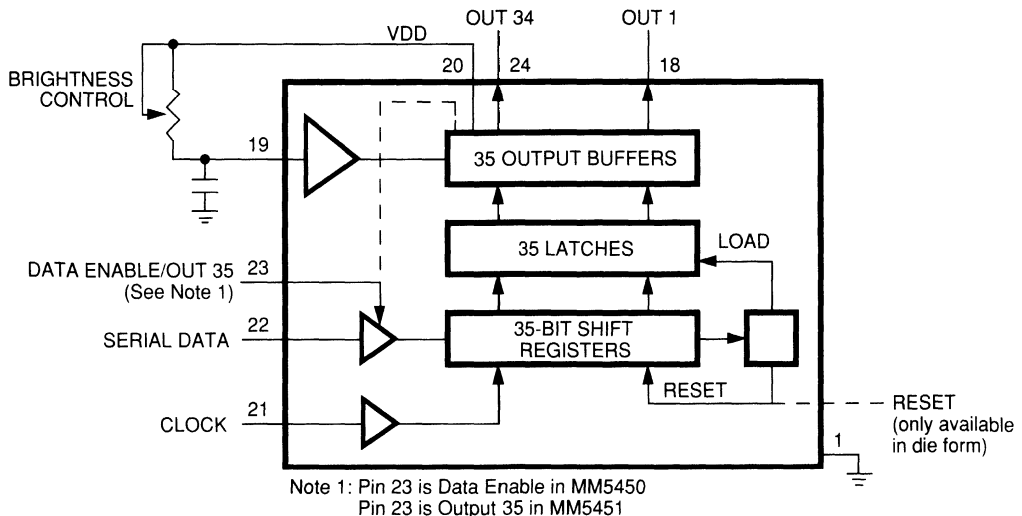 OUT 34
OUT 1
VDD
20
24
18
BRIGHTNESS
CONTROL
19
35 OUTPUT BUFFERS
35 LATCHES
LOAD
DATA ENABLE/OUT 35
(See Note 1)
23
SERIAL DATA
22
35-BIT SHIFT
REGISTERS
RESET
CLOCK
21
RESET
(only available
in die form)
1
Note 1: Pin 23 is Data Enable in MM5450
Pin 23 is Output 35 in MM5451